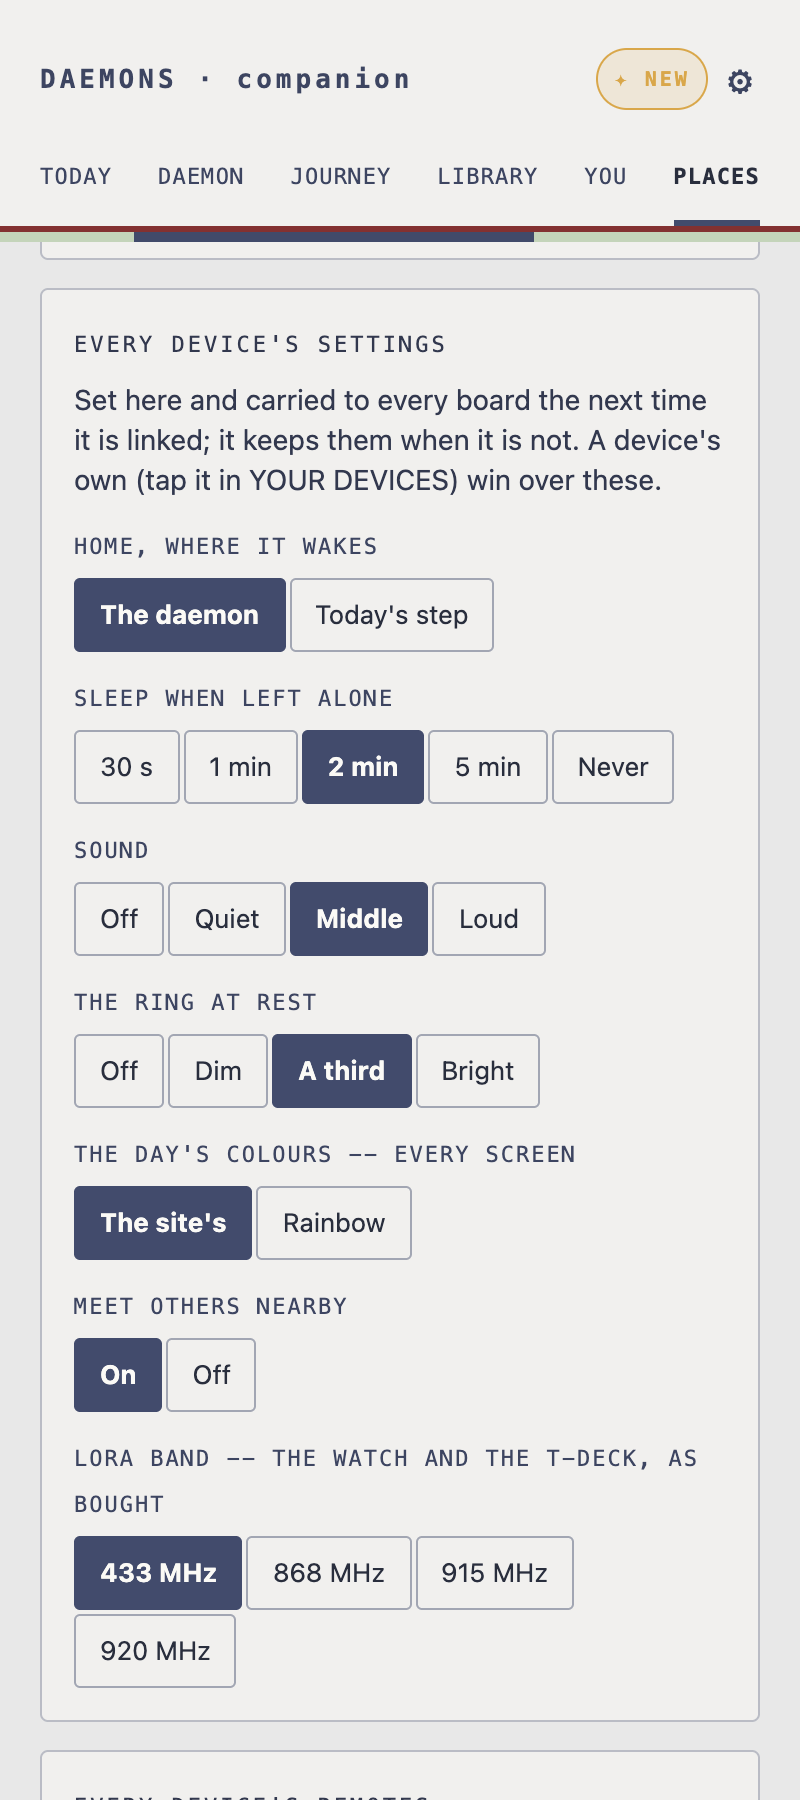 DAEMONS · companion
✦ NEW
⚙
TODAY DAEMON JOURNEY LIBRARY YOU PLACES
EVERY DEVICE'S SETTINGS
Set here and carried to every board the next time
it is linked; it keeps them when it is not. A device's
own (tap it in YOUR DEVICES) win over these.
HOME, WHERE IT WAKES
The daemon Today's step
SLEEP WHEN LEFT ALONE
30 s 1 min 2 min 5 min Never
SOUND
Off Quiet Middle Loud
THE RING AT REST
Off Dim A third Bright
THE DAY'S COLOURS -- EVERY SCREEN
The site's Rainbow
MEET OTHERS NEARBY
On Off
LORA BAND -- THE WATCH AND THE T-DECK, AS
BOUGHT
433 MHz 868 MHz 915 MHz
920 MHz
EVERY DEVICE'S REMOTES